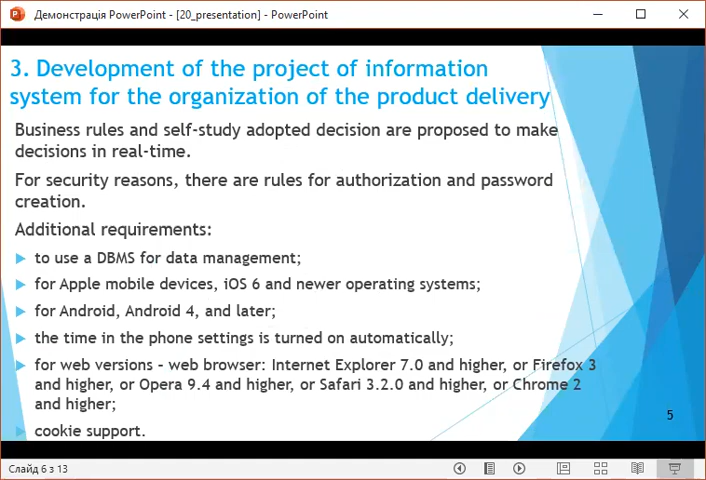 Демонстрація PowerPoint - [20_presentation] - PowerPoint
3. Development of the project of information
system for the organization of the product delivery
Business rules and self-study adopted decision are proposed to make
decisions in real-time.
For security reasons, there are rules for authorization and password
creation.
Additional requirements:
to use a DBMS for data management;
for Apple mobile devices, iOS 6 and newer operating systems;
for Android, Android 4, and later;
the time in the phone settings is turned on automatically;
for web versions – web browser: Internet Explorer 7.0 and higher, or Firefox 3
and higher, or Opera 9.4 and higher, or Safari 3.2.0 and higher, or Chrome 2
and higher;
cookie support.
5
Слайд 6 з 13